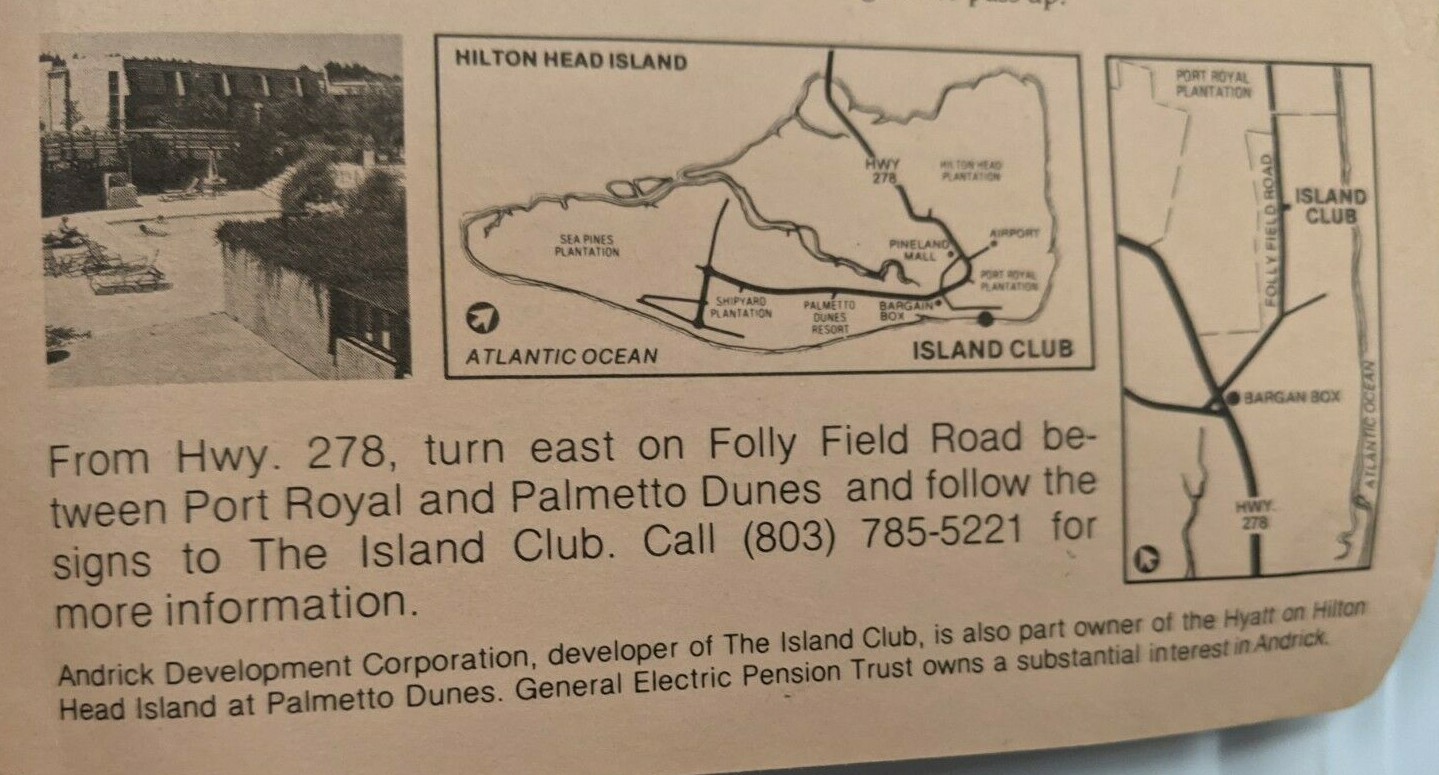 pass up.
HILTON HEAD ISLAND
HWY
278
HILTON HEAD
PLANTATION
SEA PINES
PLANTATION
PINELAND
MALL
AIRPORT
PORT ROYAL
PLANTATION
SHIPYARD
PLANTATION
PALMETTO
DUNES
RESORT
BARGAIN
BOX
ATLANTIC OCEAN
ISLAND CLUB
PORT ROYAL
PLANTATION
FOLLY FIELD ROAD
ISLAND
CLUB
BARGAN BOX
ATLANTIC OCEAN
HWY.
278
From Hwy. 278, turn east on Folly Field Road be-
tween Port Royal and Palmetto Dunes and follow the
signs to The Island Club. Call (803) 785-5221 for
more information.
Andrick Development Corporation, developer of The Island Club, is also part owner of the Hyatt on Hilton
Head Island at Palmetto Dunes. General Electric Pension Trust owns a substantial interest in Andrick.